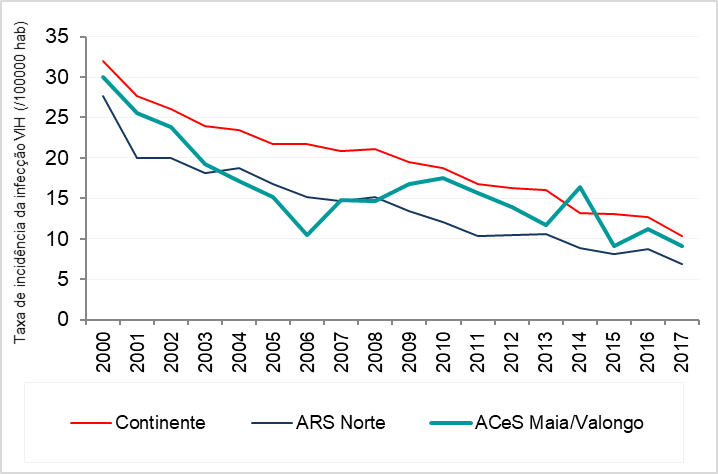 Taxa de incidência da infecção VIH (/100000 hab)
35
30
25
20
15
10
5
0
2000 2001 2002 2003 2004 2005 2006 2007 2008 2009 2010 2011 2012 2013 2014 2015 2016 2017
Continente ARS Norte ACeS Maia/Valongo